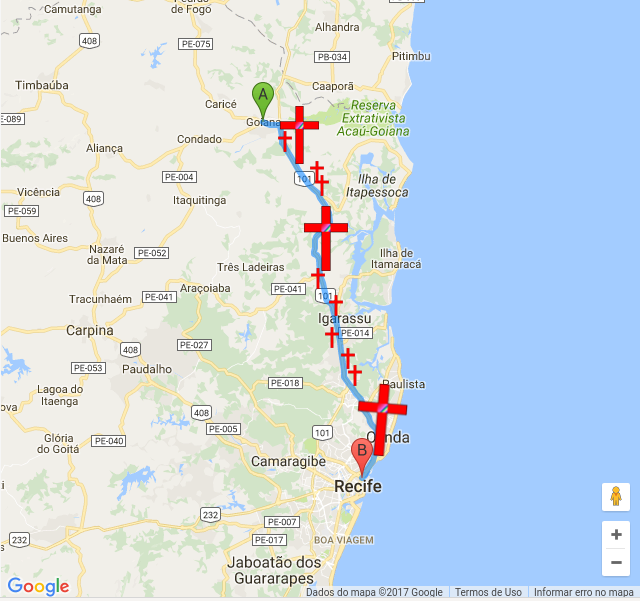 Camutanga
Pedras
de Fogo
Alhandra
408
PE-075
PB-034
Pitimbu
Timbaúba
A
Caaporã
Caricé
Reserva
Extrativista
Acaú-Goiana
PE-089
Goiana
Condado
Aliança
PE-004
101
Ilha de
Itapessoca
Vicência
408
Itaquitinga
PE-059
Buenos Aires
Nazaré
da Mata
PE-052
Ilha de
Itamaracá
Três Ladeiras
Araçoiaba
PE-041
101
Tracunhaém
PE-041
Igarassu
Carpina
PE-014
PE-027
408
PE-053
Paudalho
Lagoa do
Itaenga
PE-018
Paulista
ova
408
PE-005
101
Glória
do Goitá
PE-040
Olinda
B
Camaragibe
Recife
232
PE-007
232
PE-017
BOA VIAGEM
Jaboatão dos
Guararapes
+
−
Google
Dados do mapa ©2017 Google
Termos de Uso
Informar erro no mapa